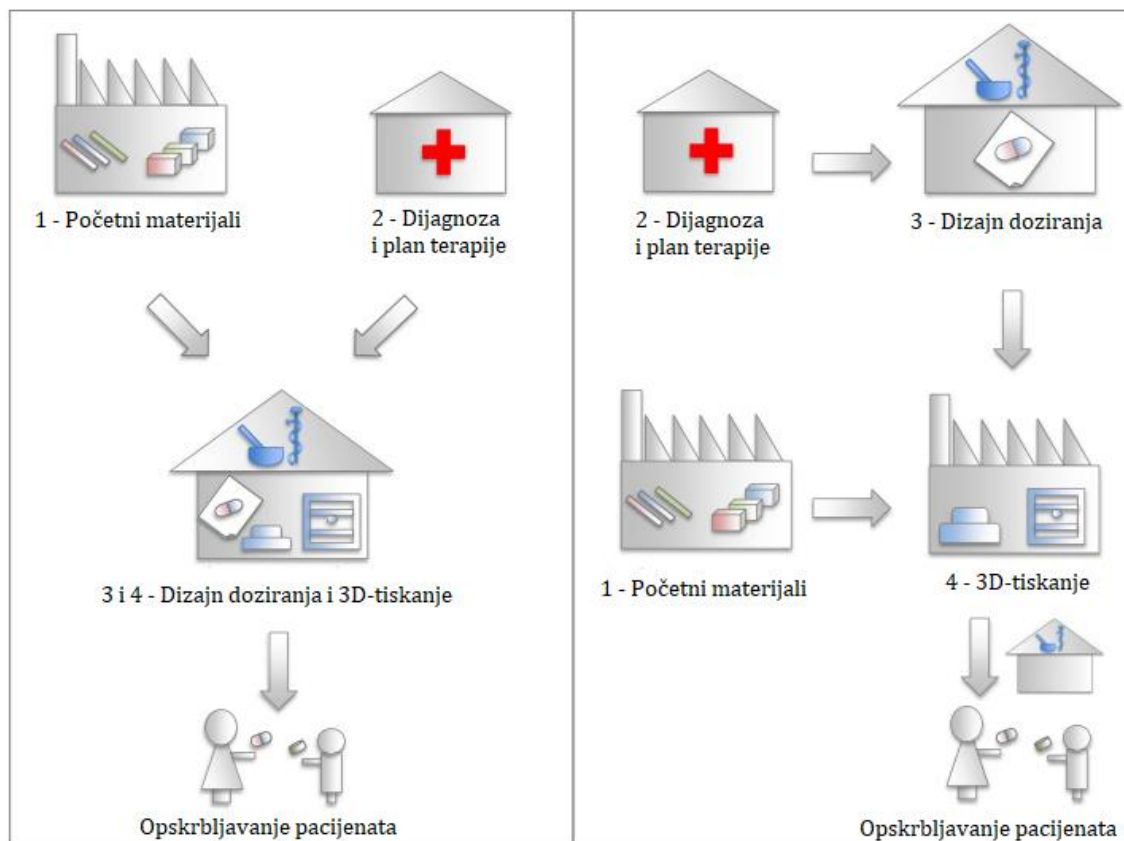 1 - Početni materijali
2 - Dijagnoza
i plan terapije
3 i 4 - Dizajn doziranja i 3D-tiskanje
Opskrbljavanje pacijenata
2 - Dijagnoza
i plan terapije
3 - Dizajn doziranja
1 - Početni materijali
4 - 3D-tiskanje
Opskrbljavanje pacijenata